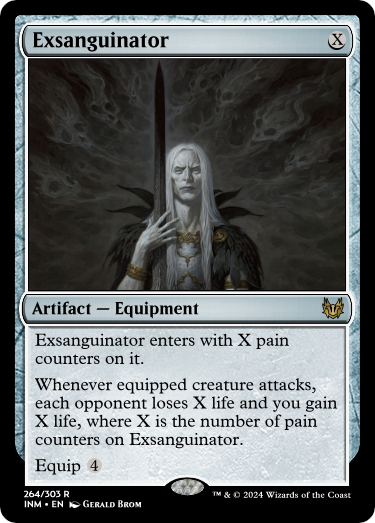 Exsanguinator
X
Artifact — Equipment
Exsanguinator enters with X pain
counters on it.
Whenever equipped creature attacks,
each opponent loses X life and you gain
X life, where X is the number of pain
counters on Exsanguinator.
Equip 4
264/303 R
INM • EN Gerald Brom
™ & © 2024 Wizards of the Coast